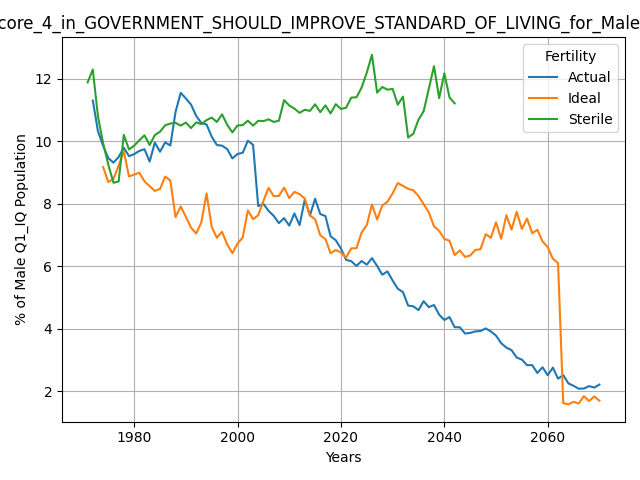 core_4_in_GOVERNMENT_SHOULD_IMPROVE_STANDARD_OF_LIVING_for_Male
Fertility
Actual
Ideal
Sterile
% of Male Q1_IQ Population
12
10
8
6
4
2
1980 2000 2020 2040 2060
Years